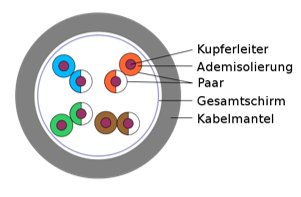 Kupferleiter
Ademisolierung
Paar
Gesamtschirm
Kabelmantel